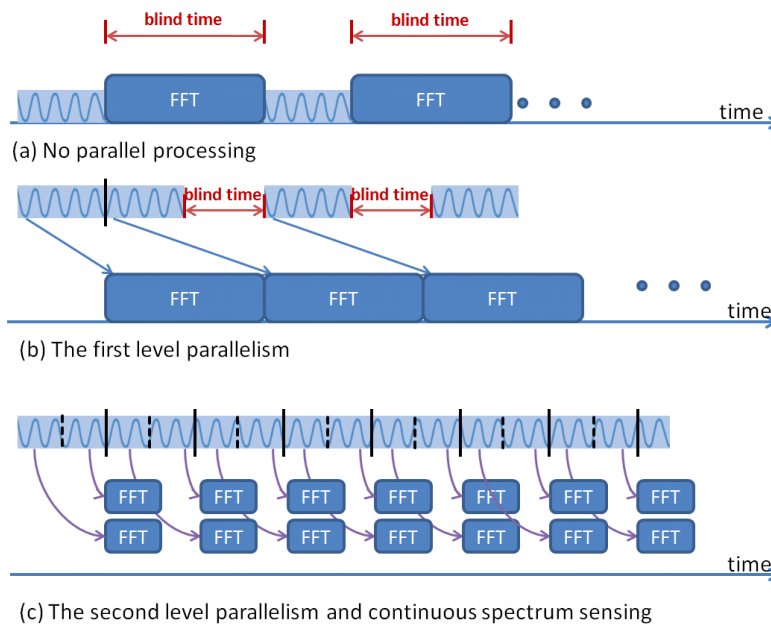 blind time
blind time
FFT
FFT
time
(a) No parallel processing
blind time
blind time
FFT
FFT
FFT
time
(b) The first level parallelism
FFT
FFT
FFT
FFT
FFT
FFT
FFT
FFT
FFT
FFT
FFT
FFT
FFT
FFT
time
(c) The second level parallelism and continuous spectrum sensing